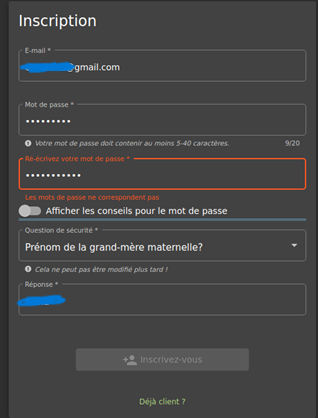 Inscription
E-mail *
@gmail.com
Mot de passe *
•••••••••
Votre mot de passe doit contenir au moins 5-40 caractères. 9/20
Re-écrivez votre mot de passe *
•••••••••••
Les mots de passe ne correspondent pas
Afficher les conseils pour le mot de passe
Question de sécurité *
Prénom de la grand-mère maternelle?
Cela ne peut pas être modifié plus tard !
Réponse *
Inscrivez-vous
Déjà client ?